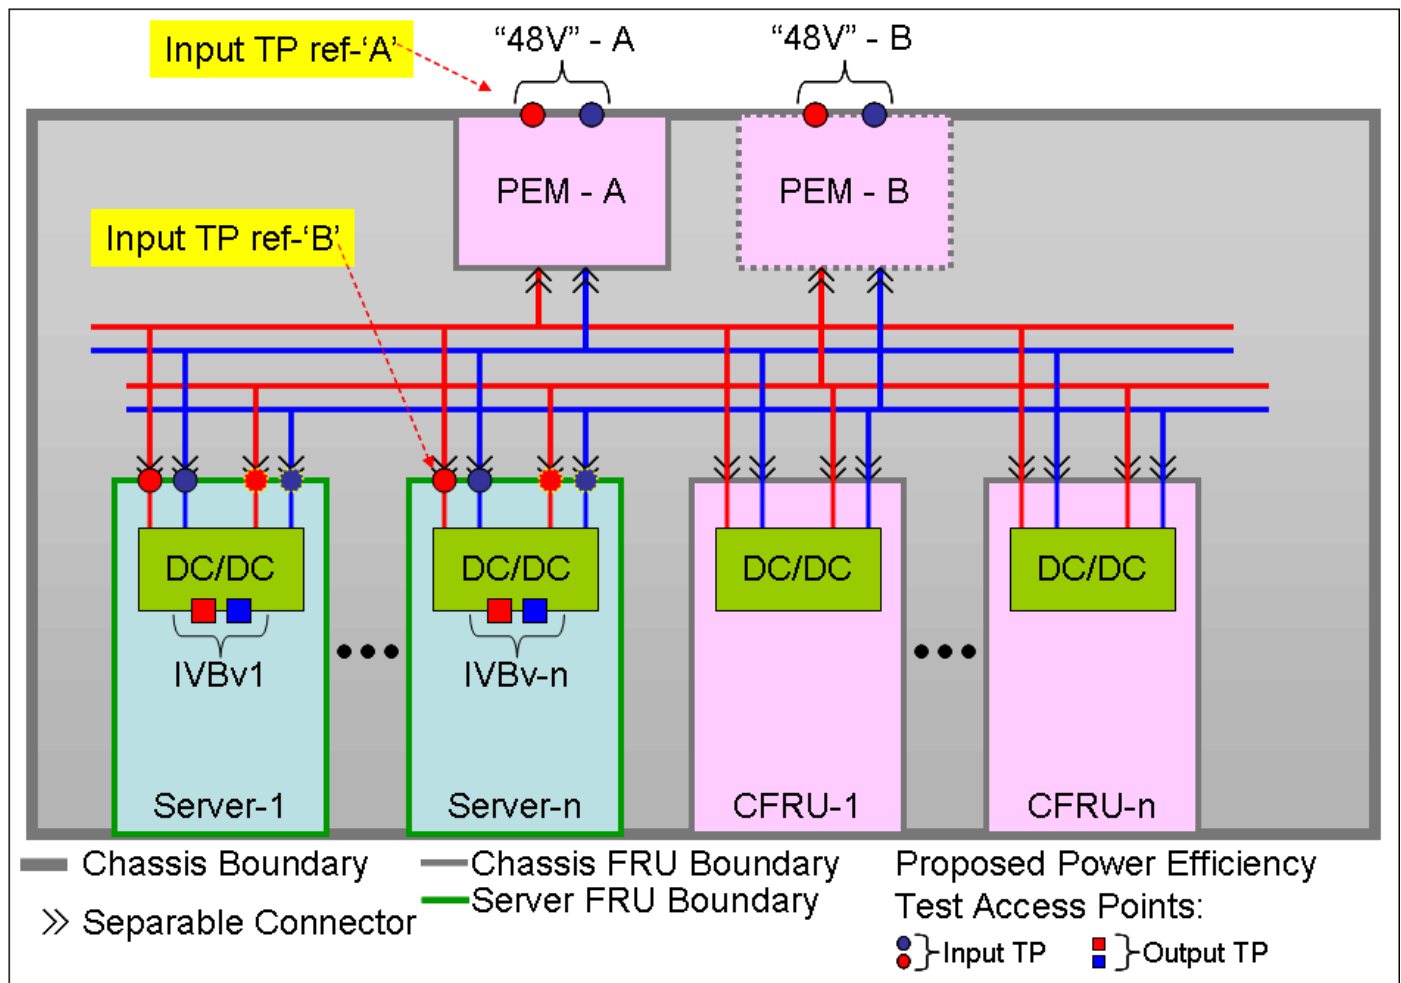 Input TP ref-‘A’
“48V” - A
“48V” - B
PEM - A
PEM - B
Input TP ref-‘B’
DC/DC
DC/DC
DC/DC
DC/DC
IVBv1
IVBv-n
Server-1
Server-n
CFRU-1
CFRU-n
Chassis Boundary
Chassis FRU Boundary
Proposed Power Efficiency
Separable Connector
Server FRU Boundary
Test Access Points:
Input TP
Output TP